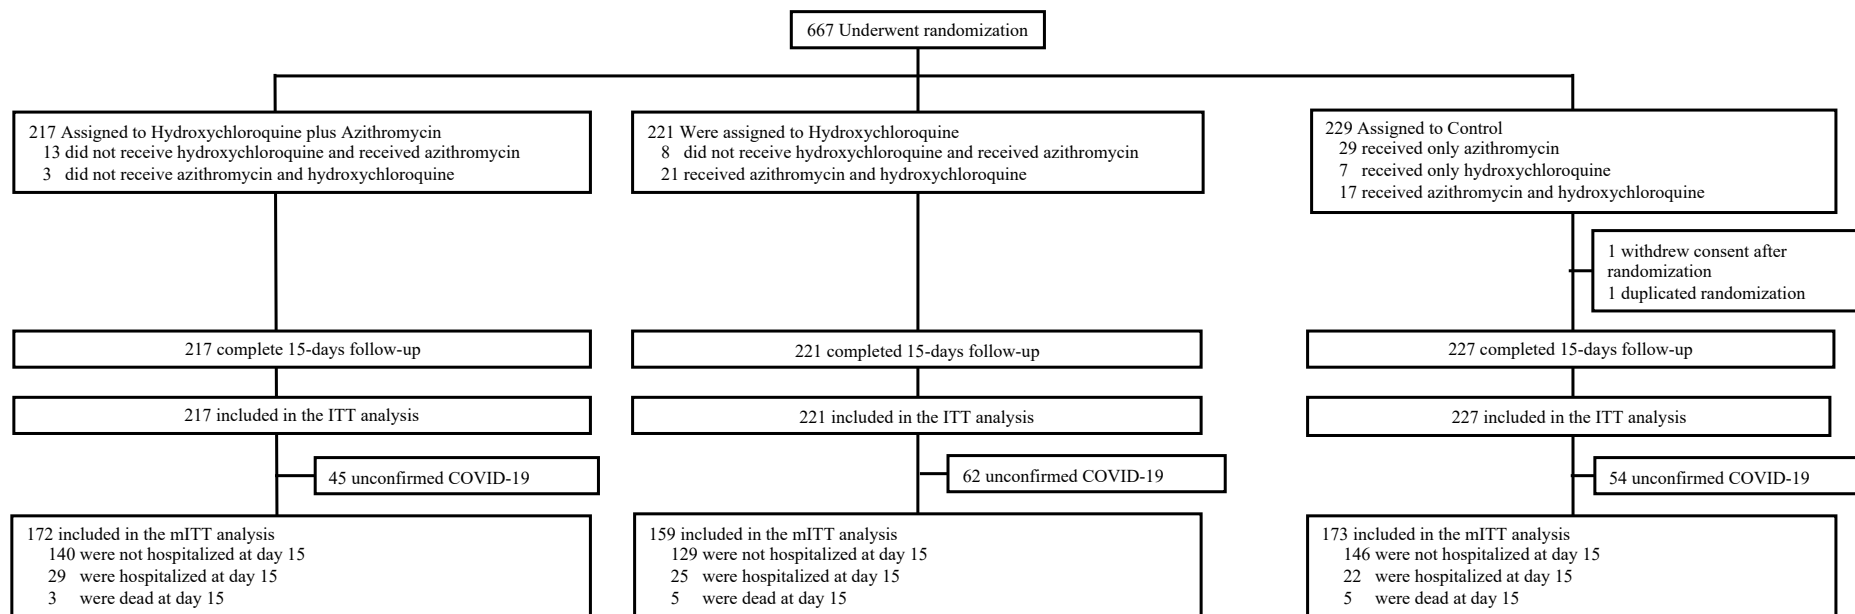 667 Underwent randomization
217 Assigned to Hydroxychloroquine plus Azithromycin
13 did not receive hydroxychloroquine and received azithromycin
3 did not receive azithromycin and hydroxychloroquine
221 Were assigned to Hydroxychloroquine
8 did not receive hydroxychloroquine and received azithromycin
21 received azithromycin and hydroxychloroquine
229 Assigned to Control
29 received only azithromycin
7 received only hydroxychloroquine
17 received azithromycin and hydroxychloroquine
1 withdrew consent after
randomization
1 duplicated randomization
217 complete 15-days follow-up
221 completed 15-days follow-up
227 completed 15-days follow-up
217 included in the ITT analysis
221 included in the ITT analysis
227 included in the ITT analysis
45 unconfirmed COVID-19
62 unconfirmed COVID-19
54 unconfirmed COVID-19
172 included in the mITT analysis
140 were not hospitalized at day 15
29 were hospitalized at day 15
3 were dead at day 15
159 included in the mITT analysis
129 were not hospitalized at day 15
25 were hospitalized at day 15
5 were dead at day 15
173 included in the mITT analysis
146 were not hospitalized at day 15
22 were hospitalized at day 15
5 were dead at day 15